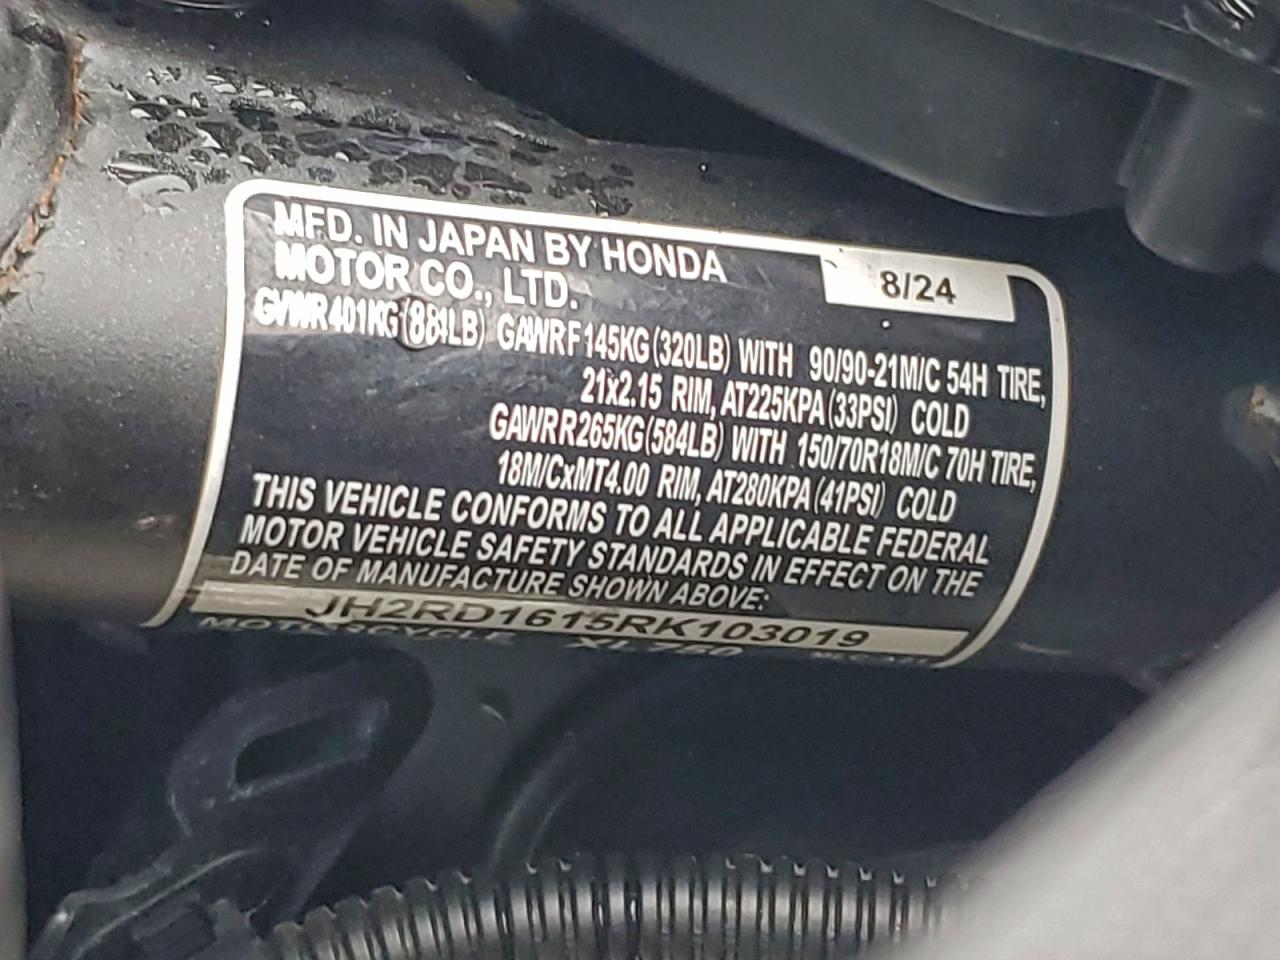 MFD. IN JAPAN BY HONDA
MOTOR CO., LTD.
8/24
GVWR401KG(884LB) GAWRF145KG(320LB) WITH 90/90-21M/C 54H TIRE,
21x2.15 RIM, AT225KPA(33PSI) COLD
GAWRR265KG(584LB) WITH 150/70R18M/C 70H TIRE,
18M/CxMT4.00 RIM, AT280KPA(41PSI) COLD
THIS VEHICLE CONFORMS TO ALL APPLICABLE FEDERAL
MOTOR VEHICLE SAFETY STANDARDS IN EFFECT ON THE
DATE OF MANUFACTURE SHOWN ABOVE:
JH2RD1615RK103019
MOTORCYCLE XL750